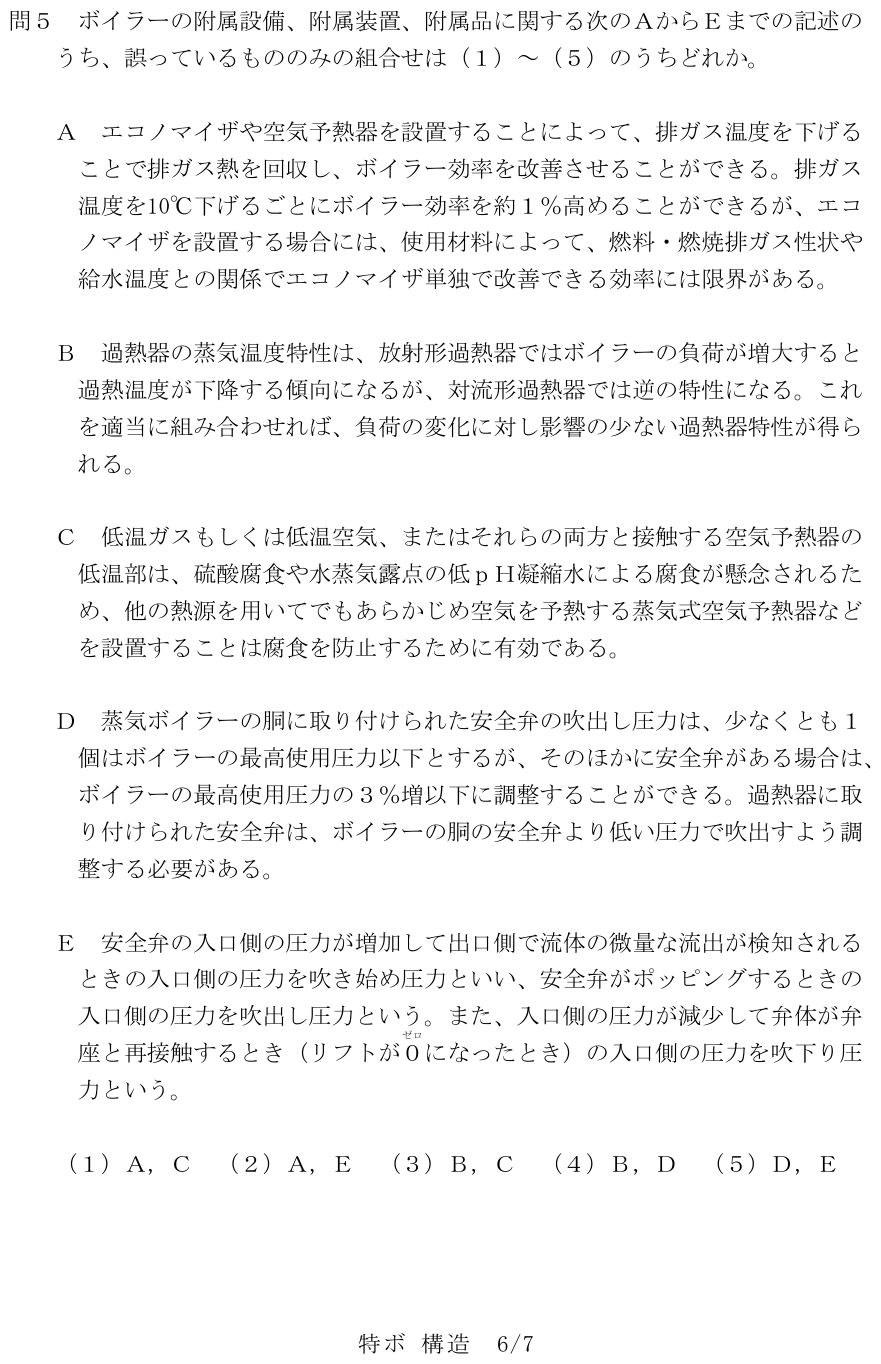 問５　ボイラーの附属設備、附属装置、附属品に関する次のＡからＥまでの記述の
うち、誤っているもののみの組合せは（１）～（５）のうちどれか。
Ａ　エコノマイザや空気予熱器を設置することによって、排ガス温度を下げる
ことで排ガス熱を回収し、ボイラー効率を改善させることができる。排ガス
温度を10℃下げるごとにボイラー効率を約１％高めることができるが、エコ
ノマイザを設置する場合には、使用材料によって、燃料・燃焼排ガス性状や
給水温度との関係でエコノマイザ単独で改善できる効率には限界がある。
Ｂ　過熱器の蒸気温度特性は、放射形過熱器ではボイラーの負荷が増大すると
過熱温度が下降する傾向になるが、対流形過熱器では逆の特性になる。これ
を適当に組み合わせれば、負荷の変化に対し影響の少ない過熱器特性が得ら
れる。
Ｃ　低温ガスもしくは低温空気、またはそれらの両方と接触する空気予熱器の
低温部は、硫酸腐食や水蒸気露点の低ｐＨ凝縮水による腐食が懸念されるた
め、他の熱源を用いてでもあらかじめ空気を予熱する蒸気式空気予熱器など
を設置することは腐食を防止するために有効である。
Ｄ　蒸気ボイラーの胴に取り付けられた安全弁の吹出し圧力は、少なくとも１
個はボイラーの最高使用圧力以下とするが、そのほかに安全弁がある場合は、
ボイラーの最高使用圧力の３％増以下に調整することができる。過熱器に取
り付けられた安全弁は、ボイラーの胴の安全弁より低い圧力で吹出すよう調
整する必要がある。
Ｅ　安全弁の入口側の圧力が増加して出口側で流体の微量な流出が検知される
ときの入口側の圧力を吹き始め圧力といい、安全弁がポッピングするときの
入口側の圧力を吹出し圧力という。また、入口側の圧力が減少して弁体が弁
ゼロ
座と再接触するとき（リフトが０になったとき）の入口側の圧力を吹下り圧
力という。
（１）Ａ，Ｃ　（２）Ａ，Ｅ　（３）Ｂ，Ｃ　（４）Ｂ，Ｄ　（５）Ｄ，Ｅ
特ボ 構造　6/7